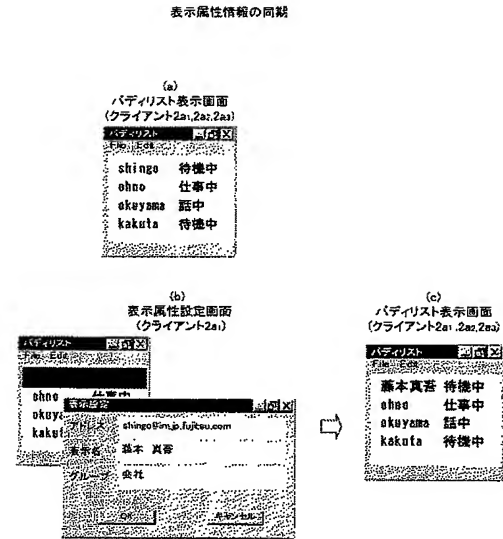 表示属性情報の同期
(a)
バディリスト表示画面
(クライアント2a1,2a2,2a3)
バディリスト
File Edit
shingo 待機中
ohno 仕事中
okuyama 話中
kakuta 待機中
(b)
表示属性設定画面
(クライアント2a1)
バディリスト
File Edit
ohno 仕事中
okuya
kakut
表示設定
アドレス shingo@im.jp.fujitsu.com
表示名 藤本 真吾
グループ 会社
OK キャンセル
(c)
バディリスト表示画面
(クライアント2a1,2a2,2a3)
バディリスト
File Edit
藤本真吾 待機中
ohno 仕事中
okuyama 話中
kakuta 待機中